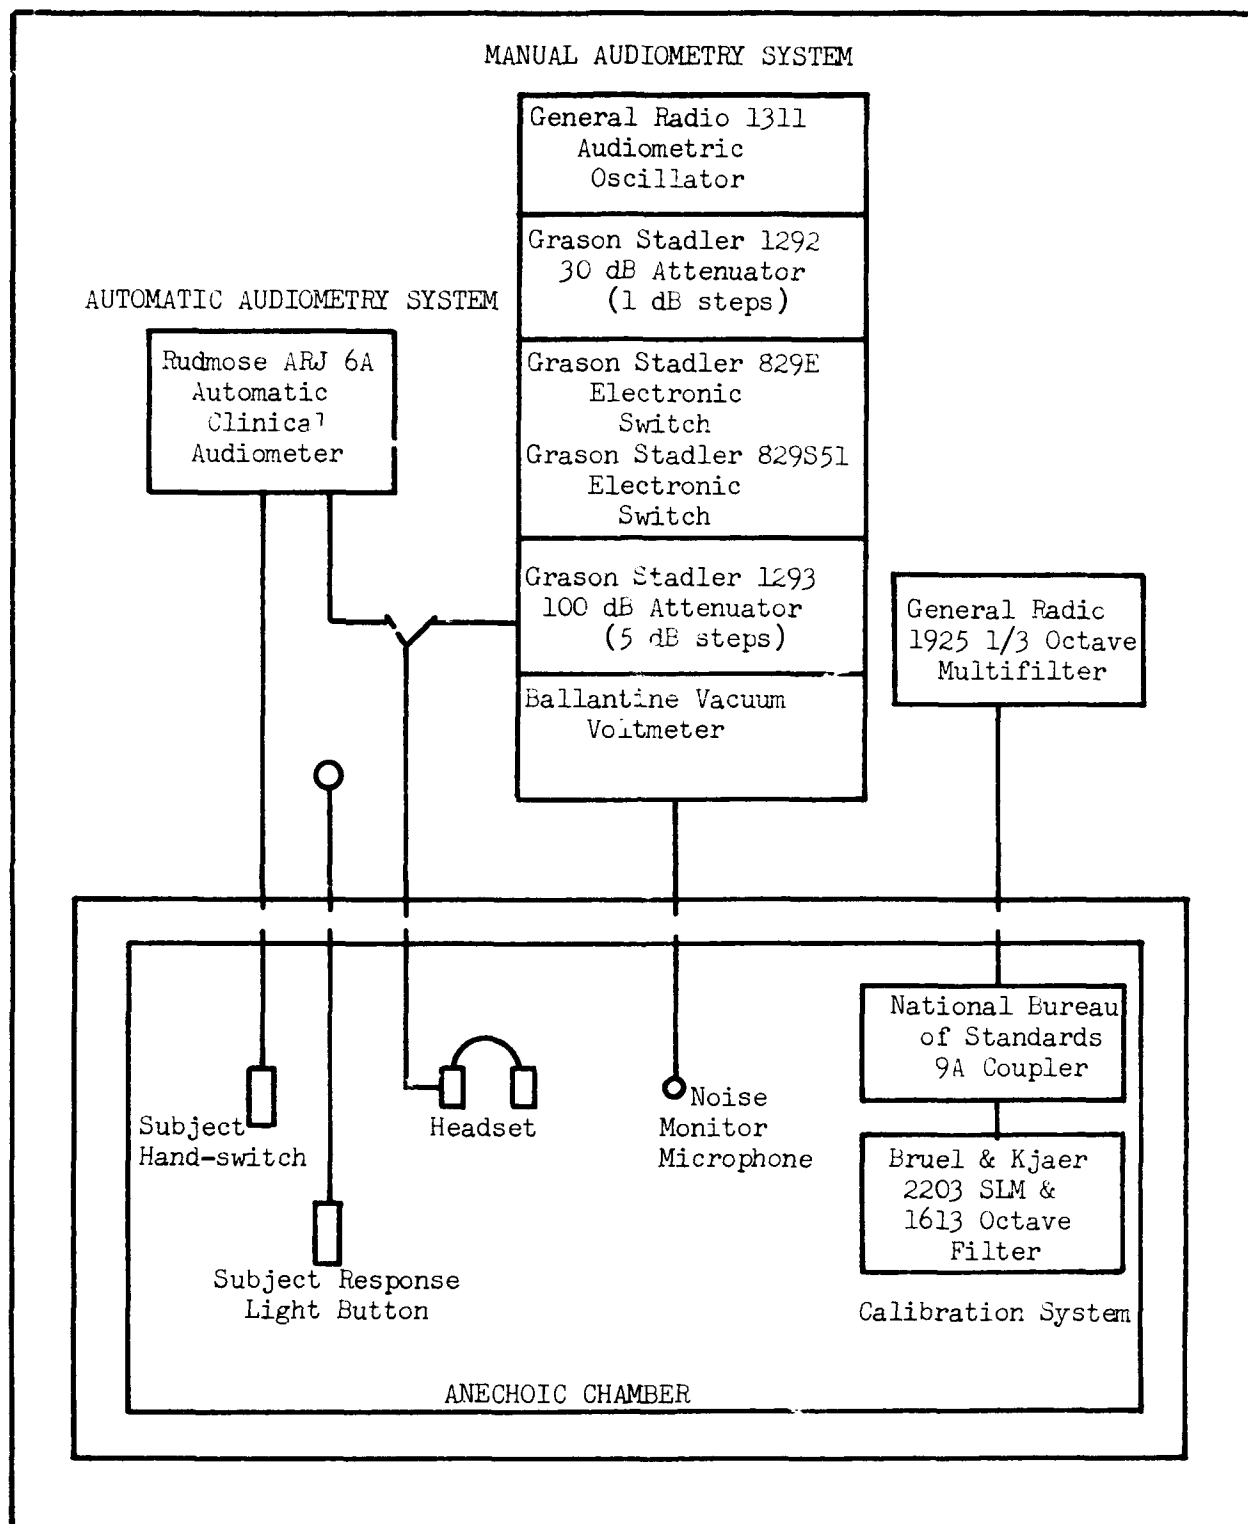 MANUAL AUDIOMETRY SYSTEM
General Radio 1311
Audiometric
Oscillator
Grason Stadler 1292
30 dB Attenuator
(1 dB steps)
AUTOMATIC AUDIOMETRY SYSTEM
Rudmose ARJ 6A
Automatic
Clinical
Audiometer
Grason Stadler 829E
Electronic
Switch
Grason Stadler 829S51
Electronic
Switch
Grason Stadler 1293
100 dB Attenuator
(5 dB steps)
Ballantine Vacuum
Voltmeter
General Radio
1925 1/3 Octave
Multifilter
National Bureau
of Standards
9A Coupler
Subject
Hand-switch
Headset
Noise
Monitor
Microphone
Bruel & Kjaer
2203 SLM &
1613 Octave
Filter
Subject Response
Light Button
Calibration System
ANECHOIC CHAMBER